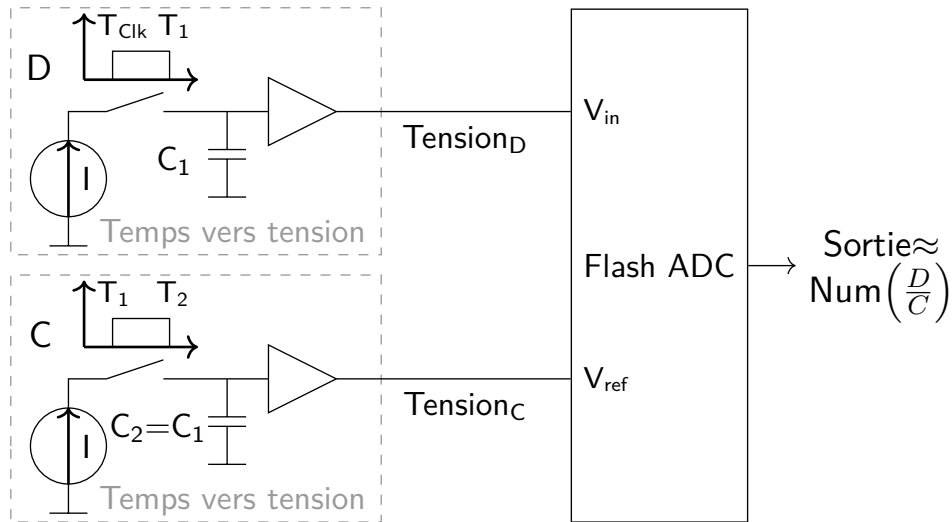 T_Clk T_1
D
I
C_1
Temps vers tension
Tension_D
V_in
T_1 T_2
C
I
C_2=C_1
Temps vers tension
Tension_C
V_ref
Flash ADC
Sortie≈
Num(D/C)